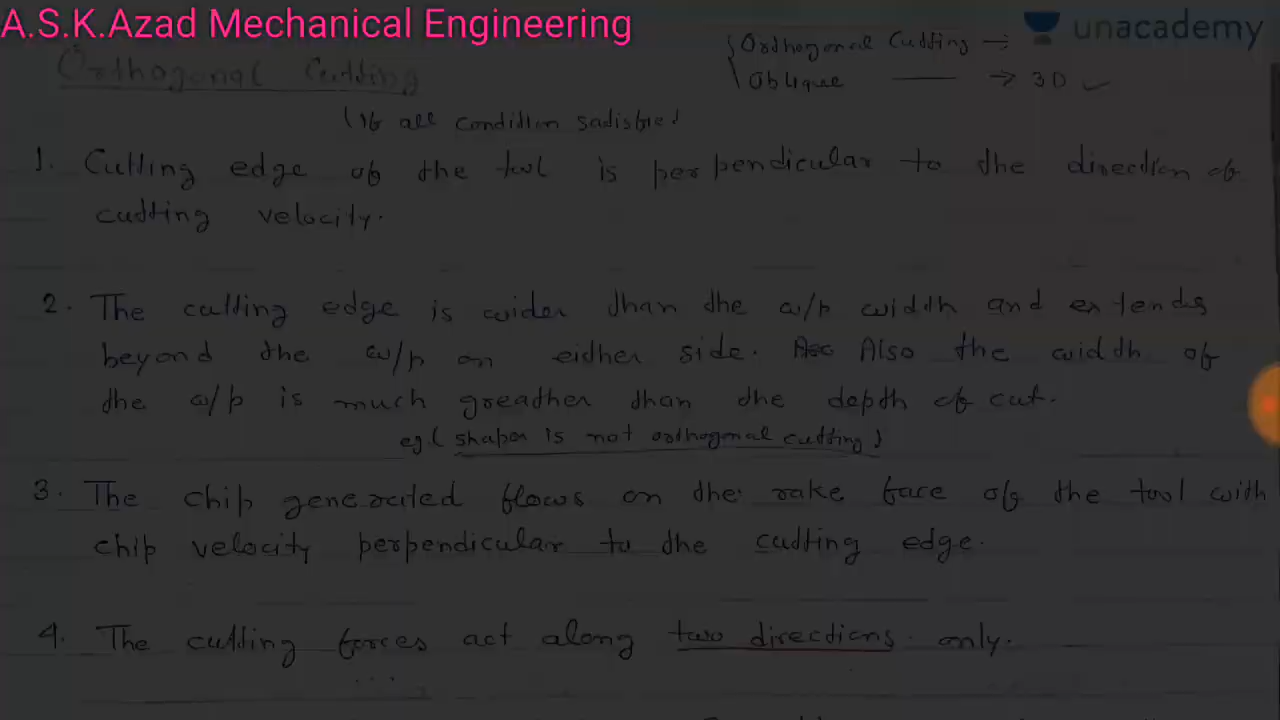 A.S.K.Azad Mechanical Engineering
unacademy
Orthogonal Cutting
Orthogonal Cutting →
Oblique —— → 3D ✓
(If all condition satisfied
1. Cutting edge of the tool is perpendicular to the direction of
cutting velocity.
2. The cutting edge is wider than the w/p width and extends
beyond the w/p on either side. Also the width of
the w/p is much greather than the depth of cut.
eg (shaper is not orthogonal cutting)
3. The chip generated flows on the rake face of the tool with
chip velocity perpendicular to the cutting edge.
4. The cutting forces act along two directions only.